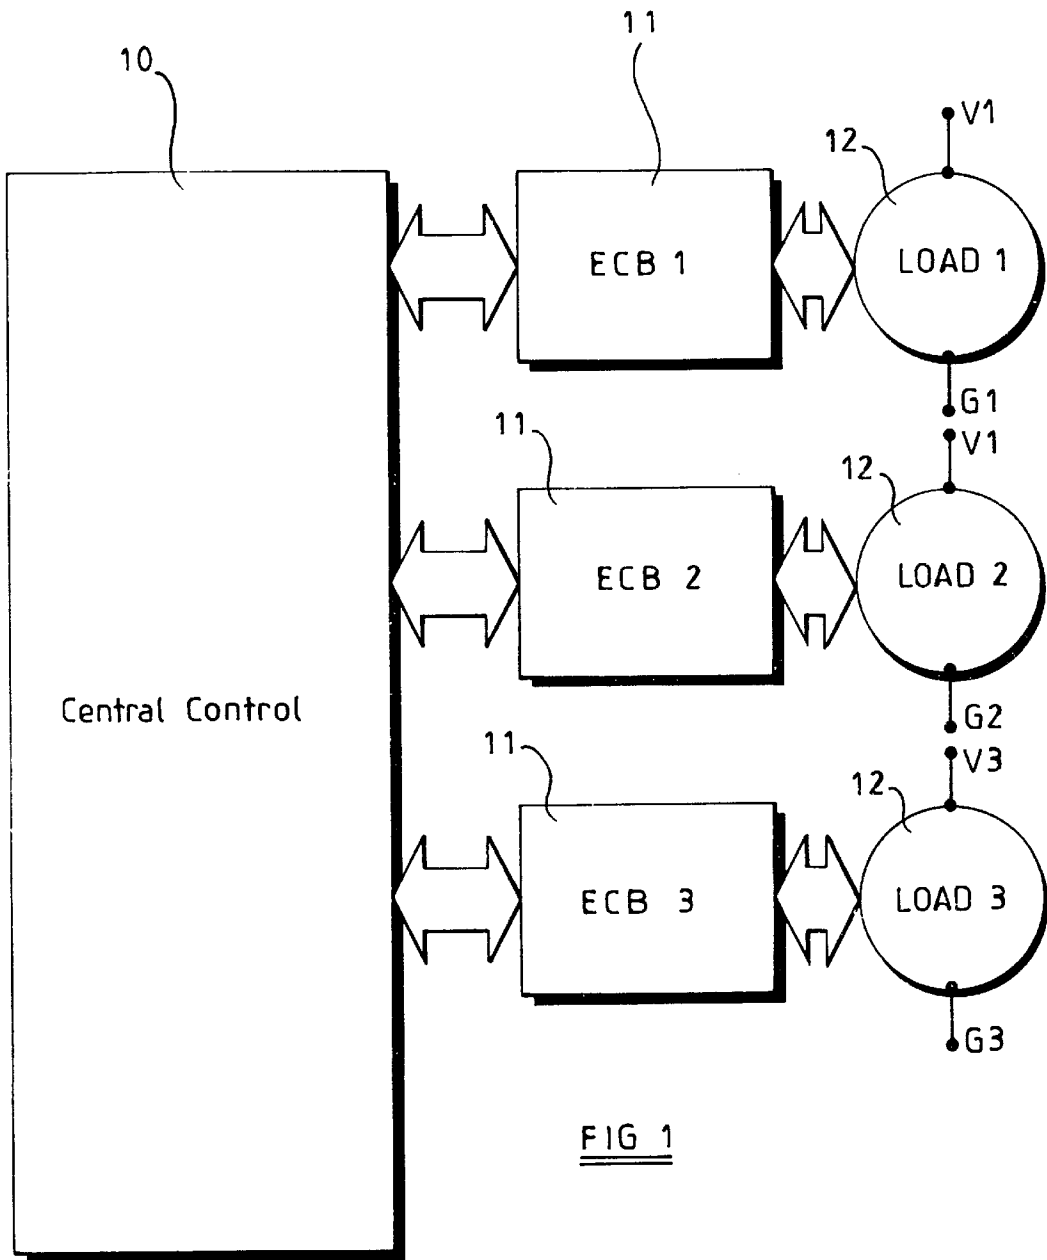 10
11
12
V1
ECB 1
LOAD 1
G1
11
12
V1
ECB 2
LOAD 2
G2
Central Control
11
12
V3
ECB 3
LOAD 3
G3
FIG 1